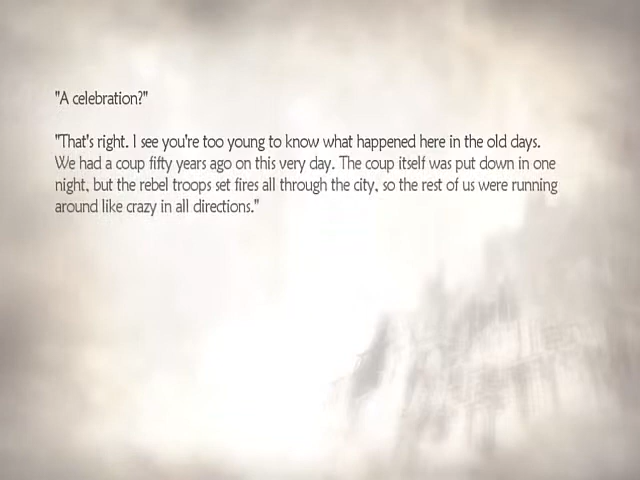 "A celebration?"
"That's right. I see you're too young to know what happened here in the old days.
We had a coup fifty years ago on this very day. The coup itself was put down in one
night, but the rebel troops set fires all through the city, so the rest of us were running
around like crazy in all directions."